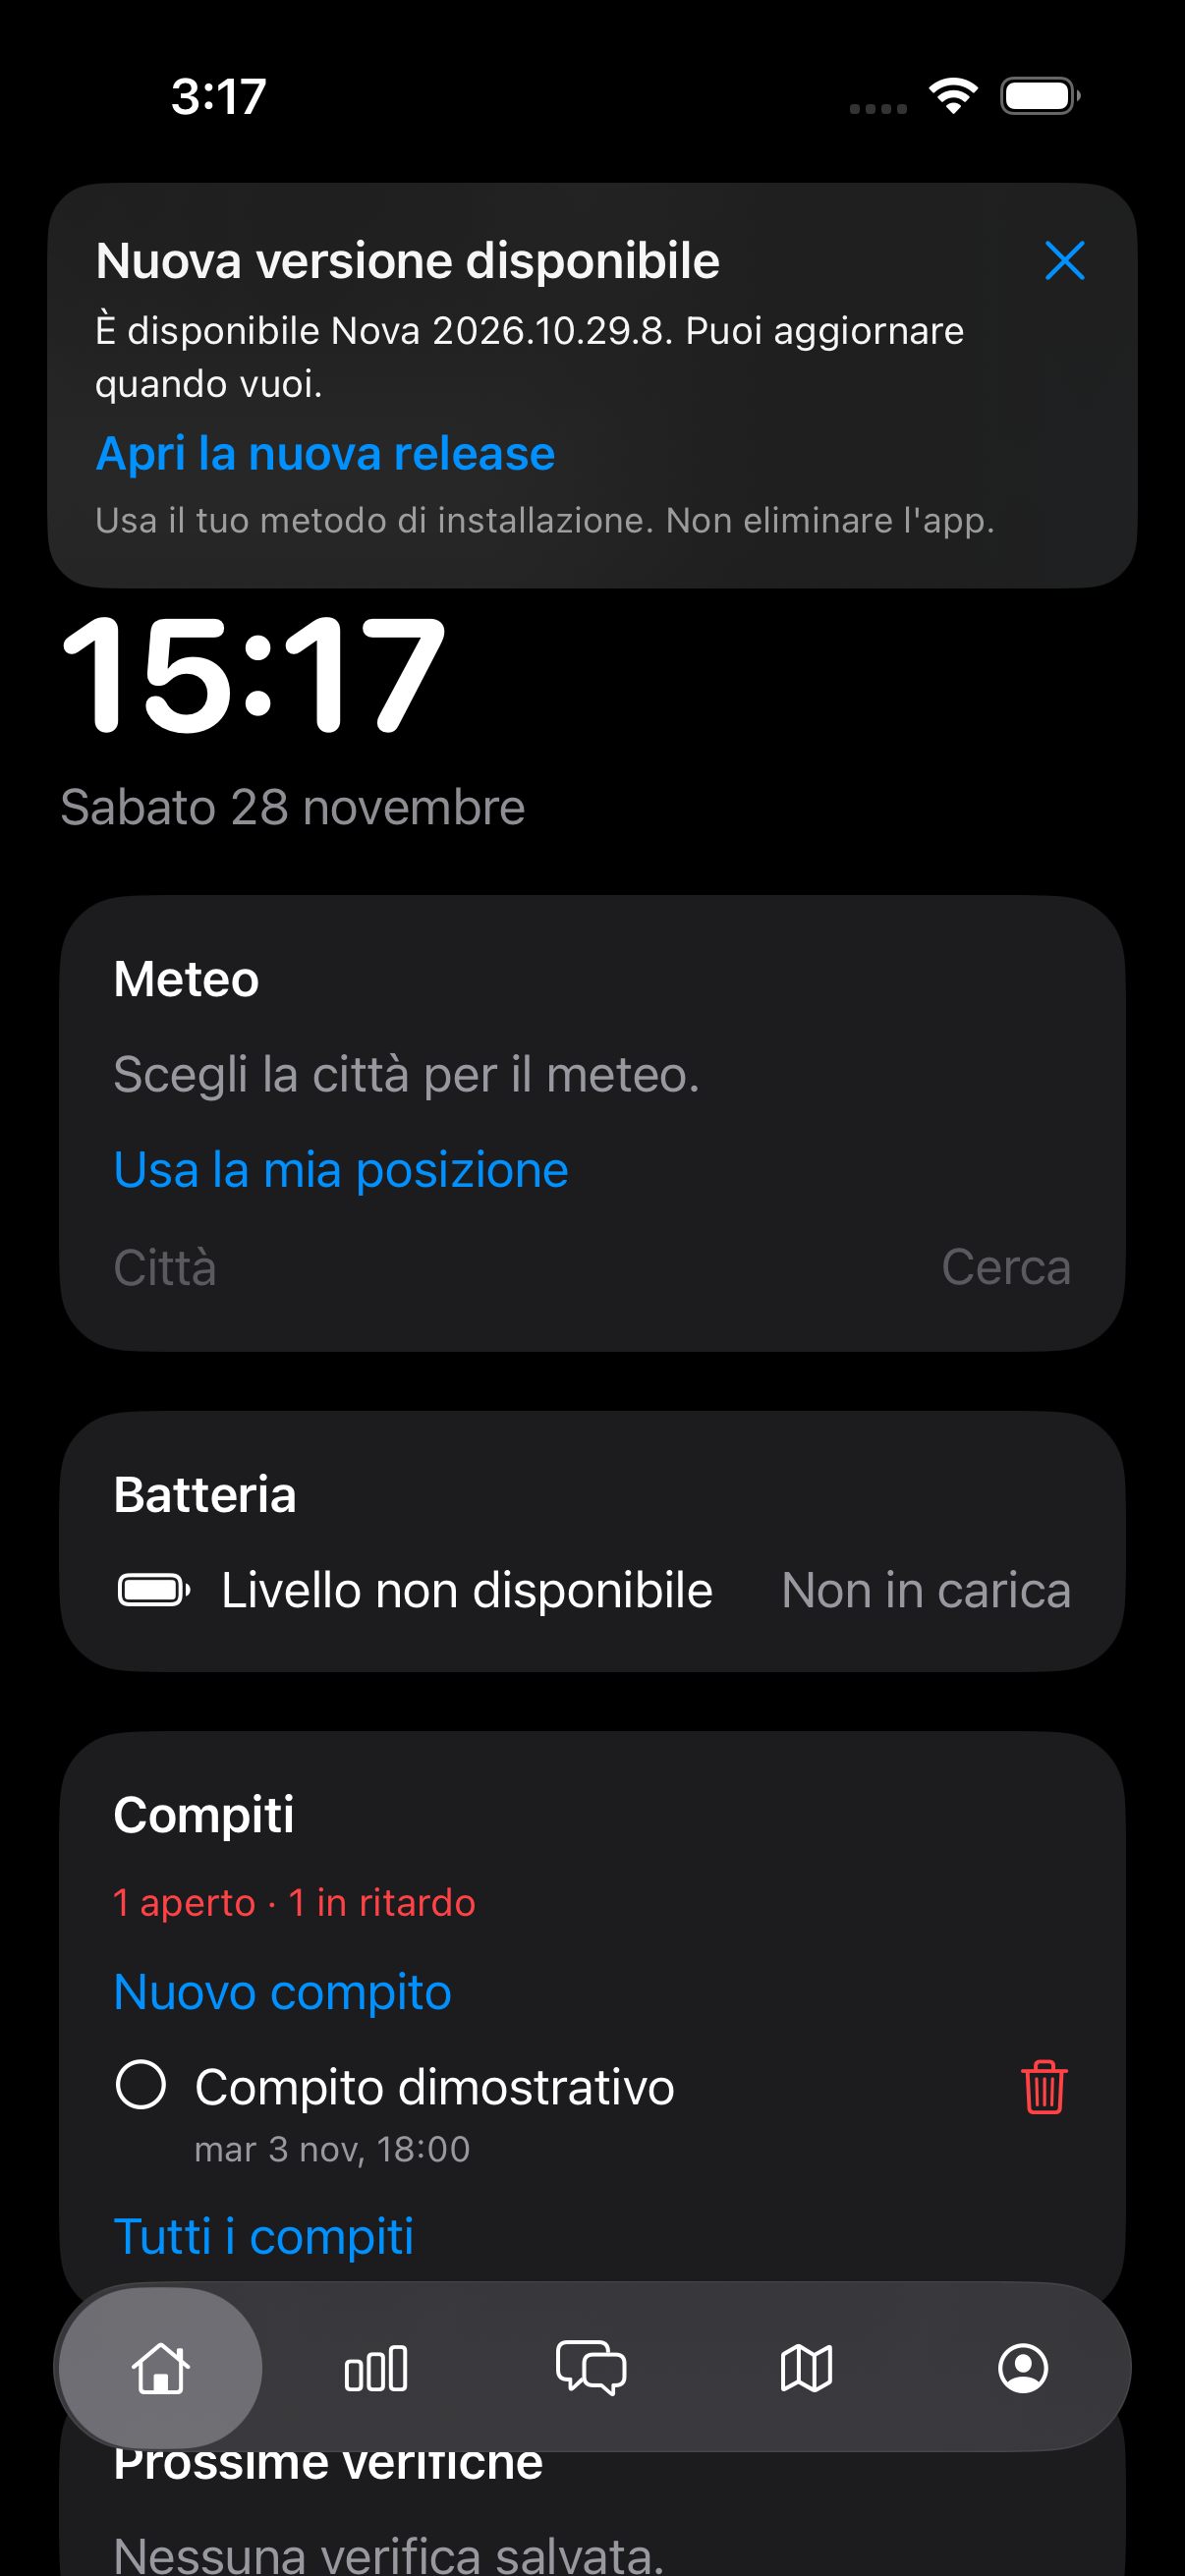 3:17
Nuova versione disponibile
È disponibile Nova 2026.10.29.8. Puoi aggiornare
quando vuoi.
Apri la nuova release
Usa il tuo metodo di installazione. Non eliminare l'app.
15:17
Sabato 28 novembre
Meteo
Scegli la città per il meteo.
Usa la mia posizione
Città Cerca
Batteria
Livello non disponibile Non in carica
Compiti
1 aperto · 1 in ritardo
Nuovo compito
Compito dimostrativo
mar 3 nov, 18:00
Tutti i compiti
Prossime verifiche
Nessuna verifica salvata.